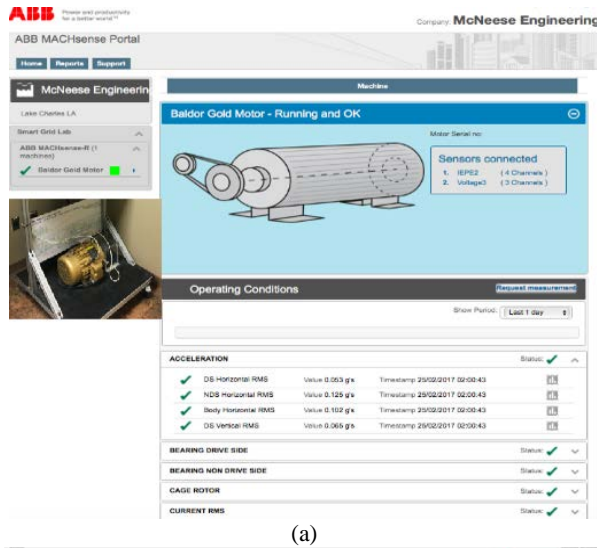 ABB Power and productivity
for a better world™
Company: McNeese Engineering
ABB MACHsense Portal
Home Reports Support
McNeese Engineerin
Lake Charles LA
Smart Grid Lab
ABB MACHsense-R (1
machines)
Baldor Gold Motor
Machine
Baldor Gold Motor - Running and OK
Motor Serial no:
Sensors connected
1. IEPE2 ( 4 Channels )
2. Voltage3 ( 3 Channels )
Operating Conditions Request measurement
Show Period: Last 1 day
ACCELERATION Status:
DS Horizontal RMS Value 0.053 g's Timestamp 25/02/2017 02:00:43
NDS Horizontal RMS Value 0.125 g's Timestamp 25/02/2017 02:00:43
Body Horizontal RMS Value 0.102 g's Timestamp 25/02/2017 02:00:43
DS Vertical RMS Value 0.065 g's Timestamp 25/02/2017 02:00:43
BEARING DRIVE SIDE Status:
BEARING NON DRIVE SIDE Status:
CAGE ROTOR Status:
CURRENT RMS Status:
(a)